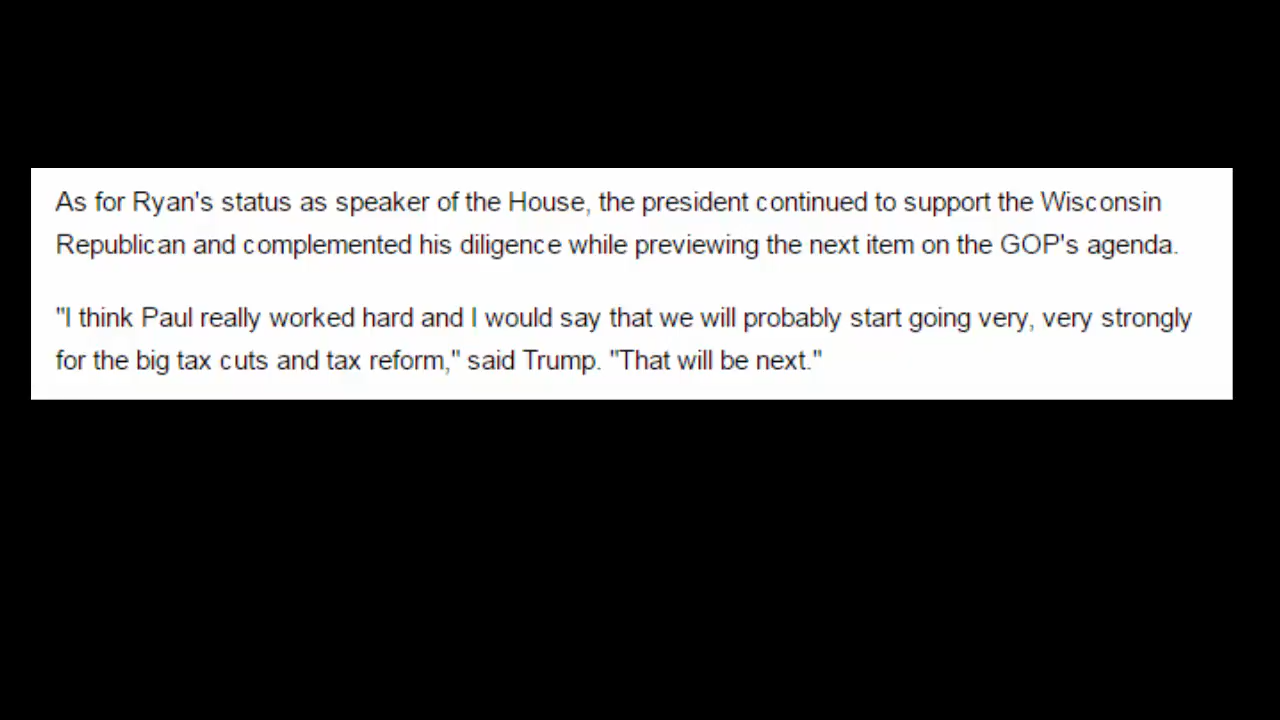 As for Ryan's status as speaker of the House, the president continued to support the Wisconsin
Republican and complemented his diligence while previewing the next item on the GOP's agenda.
"I think Paul really worked hard and I would say that we will probably start going very, very strongly
for the big tax cuts and tax reform," said Trump. "That will be next."